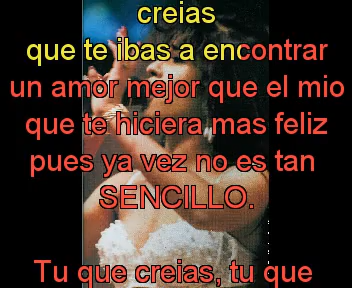 creias
que te ibas a encontrar
un amor mejor que el mio
que te hiciera mas feliz
pues ya vez no es tan
SENCILLO.
Tu que creias, tu que